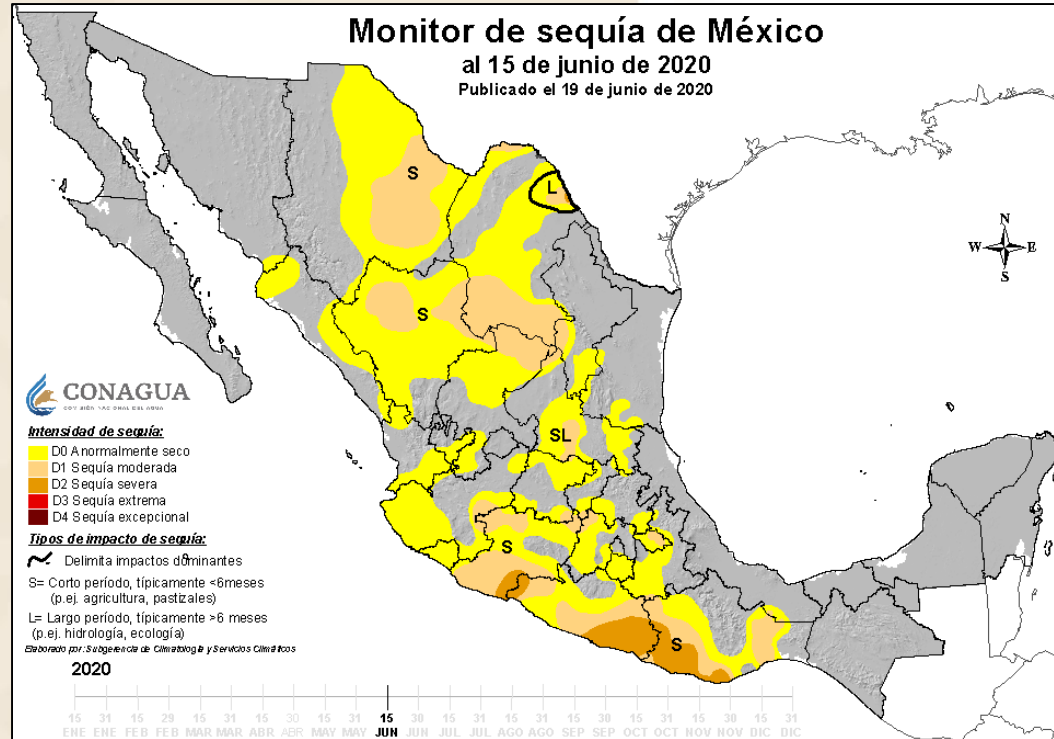 Monitor de sequía de México
al 15 de junio de 2020
Publicado el 19 de junio de 2020
S
L
N
W E
S
S
SL
S
S
CONAGUA
COMISIÓN NACIONAL DEL AGUA
Intensidad de sequía:
D0 Anormalmente seco
D1 Sequía moderada
D2 Sequía severa
D3 Sequía extrema
D4 Sequía excepcional
Tipos de impacto de sequía:
Delimita impactos dominantes
S= Corto período, típicamente <6meses
(p.ej. agricultura, pastizales)
L= Largo período, típicamente >6 meses
(p.ej. hidrología, ecología)
Elaborado por: Subgerencia de Climatología y Servicios Climáticos
2020
15 31 15 29 15 31 15 30 15 31 15 30 15 31 15 31 15 30 15 31 15 30 15 31
ENE ENE FEB FEB MAR MAR ABR ABR MAY MAY JUN JUN JUL JUL AGO AGO SEP SEP OCT OCT NOV NOV DIC DIC